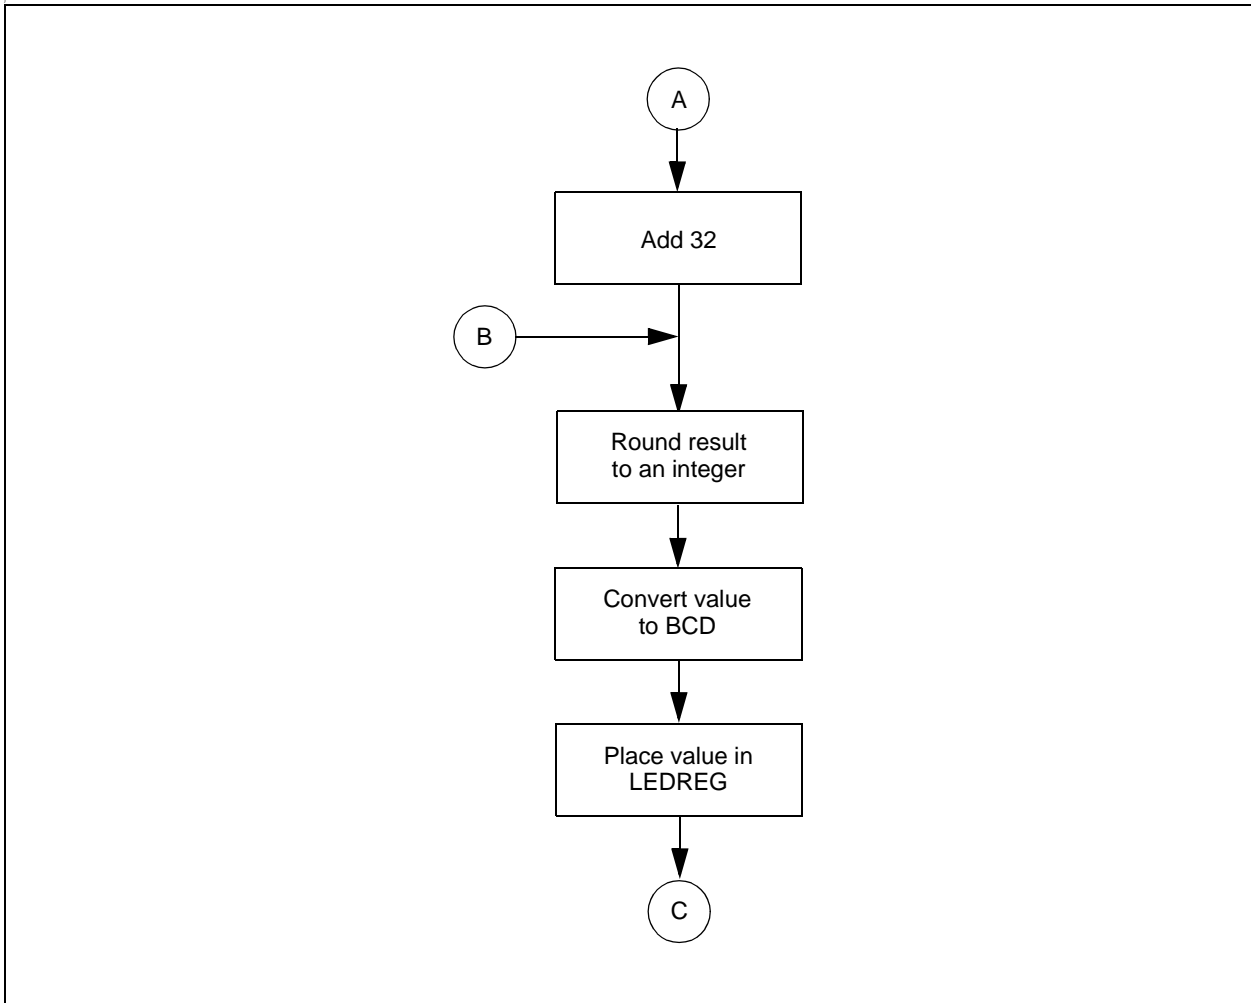 A
Add 32
B
Round result
to an integer
Convert value
to BCD
Place value in
LEDREG
C